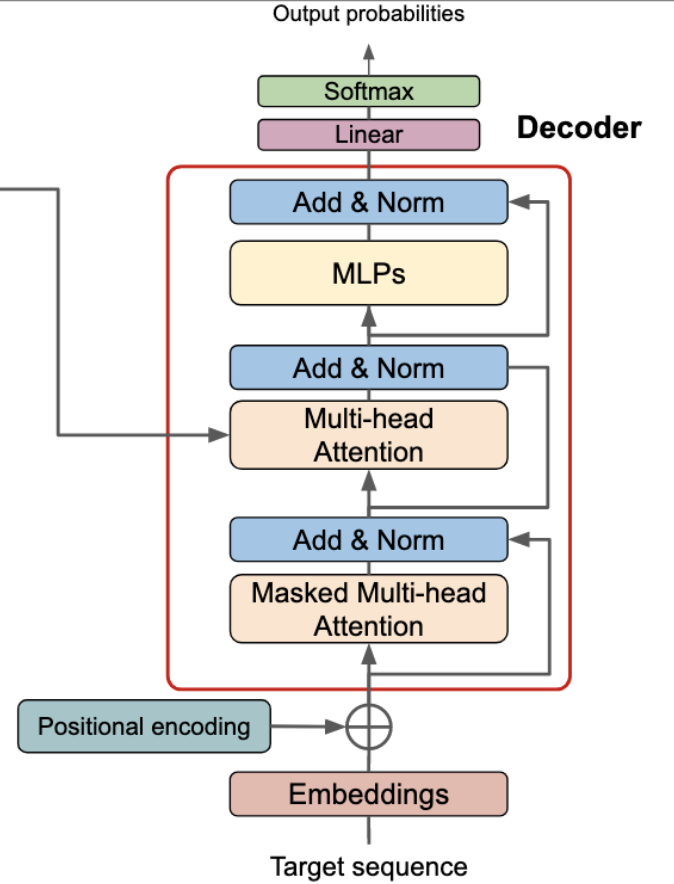 Output probabilities
Softmax
Linear
Decoder
Add & Norm
MLPs
Add & Norm
Multi-head
Attention
Add & Norm
Masked Multi-head
Attention
Positional encoding
Embeddings
Target sequence